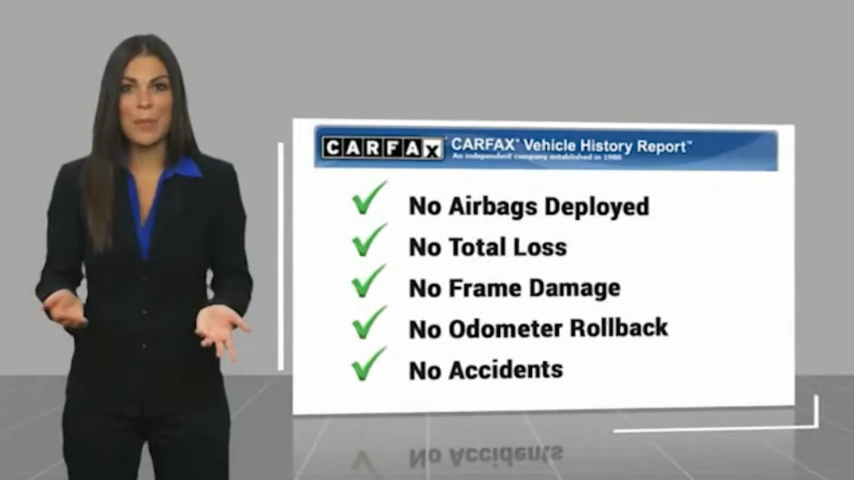 CARFAX CARFAX® Vehicle History Report™
An independent company established in 1986
No Airbags Deployed
No Total Loss
No Frame Damage
No Odometer Rollback
No Accidents
No Accidents